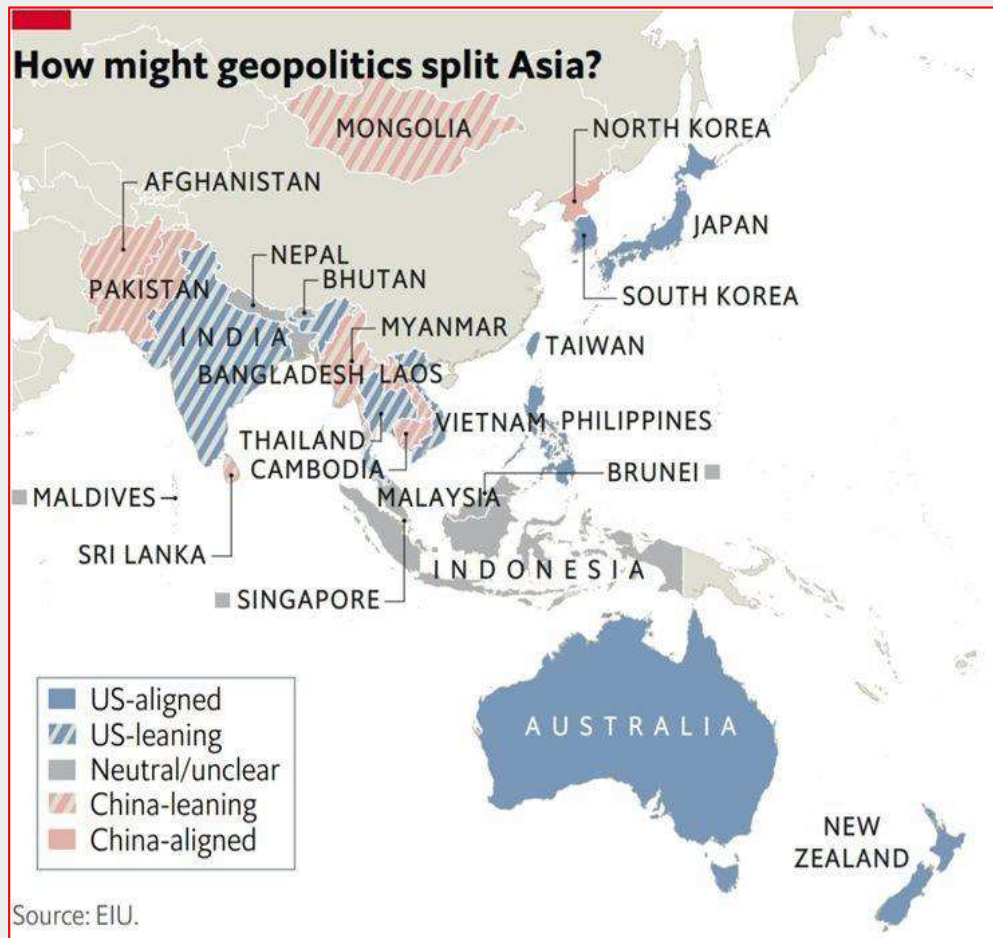 How might geopolitics split Asia?
MONGOLIA
NORTH KOREA
AFGHANISTAN
JAPAN
NEPAL
BHUTAN
PAKISTAN
SOUTH KOREA
INDIA
MYANMAR
TAIWAN
BANGLADESH
LAOS
VIETNAM
PHILIPPINES
THAILAND
CAMBODIA
BRUNEI
MALDIVES
MALAYSIA
SRI LANKA
INDONESIA
SINGAPORE
US-aligned
US-leaning
Neutral/unclear
China-leaning
China-aligned
AUSTRALIA
NEW
ZEALAND
Source: EIU.